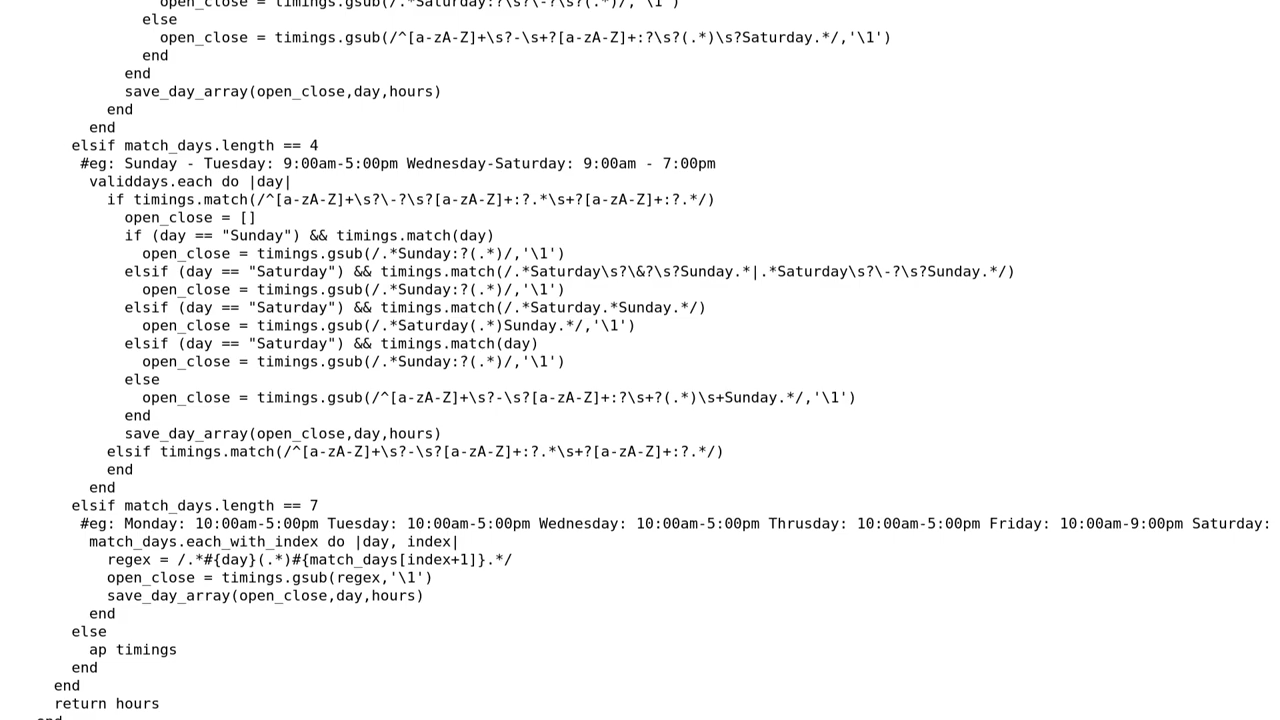 open_close = timings.gsub(/.*Saturday:?\s?\-?\s?(.*)/,'\1')
else
open_close = timings.gsub(/^[a-zA-Z]+\s?-\s+?[a-zA-Z]+:?\s?(.*)\s?Saturday.*/,'\1')
end
end
save_day_array(open_close,day,hours)
end
end
elsif match_days.length == 4
#eg: Sunday - Tuesday: 9:00am-5:00pm Wednesday-Saturday: 9:00am - 7:00pm
validdays.each do |day|
if timings.match(/^[a-zA-Z]+\s?\-?\s?[a-zA-Z]+:?.*\s+?[a-zA-Z]+:?.*/)
open_close = []
if (day == "Sunday") && timings.match(day)
open_close = timings.gsub(/.*Sunday:?(.*)/,'\1')
elsif (day == "Saturday") && timings.match(/.*Saturday\s?\&?\s?Sunday.*|.*Saturday\s?\-?\s?Sunday.*/)
open_close = timings.gsub(/.*Sunday:?(.*)/,'\1')
elsif (day == "Saturday") && timings.match(/.*Saturday.*Sunday.*/)
open_close = timings.gsub(/.*Saturday(.*)Sunday.*/,'\1')
elsif (day == "Saturday") && timings.match(day)
open_close = timings.gsub(/.*Sunday:?(.*)/,'\1')
else
open_close = timings.gsub(/^[a-zA-Z]+\s?-\s?[a-zA-Z]+:?\s+?(.*)\s+Sunday.*/,'\1')
end
save_day_array(open_close,day,hours)
elsif timings.match(/^[a-zA-Z]+\s?-\s?[a-zA-Z]+:?.*\s+?[a-zA-Z]+:?.*/)
end
end
elsif match_days.length == 7
#eg: Monday: 10:00am-5:00pm Tuesday: 10:00am-5:00pm Wednesday: 10:00am-5:00pm Thrusday: 10:00am-5:00pm Friday: 10:00am-9:00pm Saturday:
match_days.each_with_index do |day, index|
regex = /.*#{day}(.*)#{match_days[index+1]}.*/
open_close = timings.gsub(regex,'\1')
save_day_array(open_close,day,hours)
end
else
ap timings
end
end
return hours
end